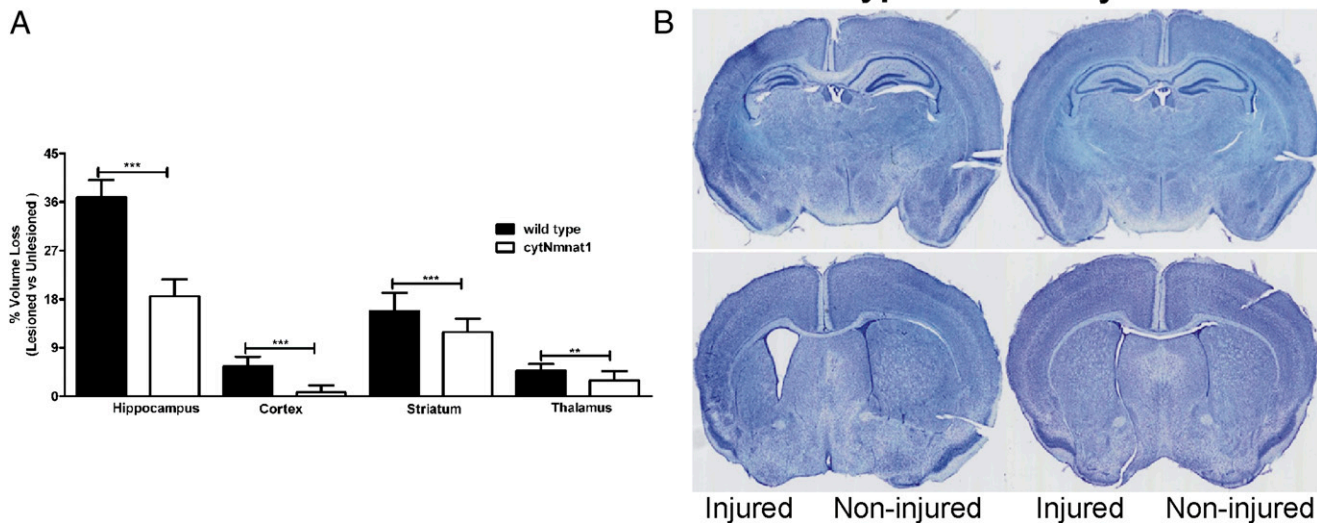 A
B
45
36
27
18
9
0
% Volume Loss
(Lesioned vs Unlesioned )
***
***
***
**
wild type
cytNmnat1
Hippocampus
Cortex
Striatum
Thalamus
Injured
Non-injured
Injured
Non-injured